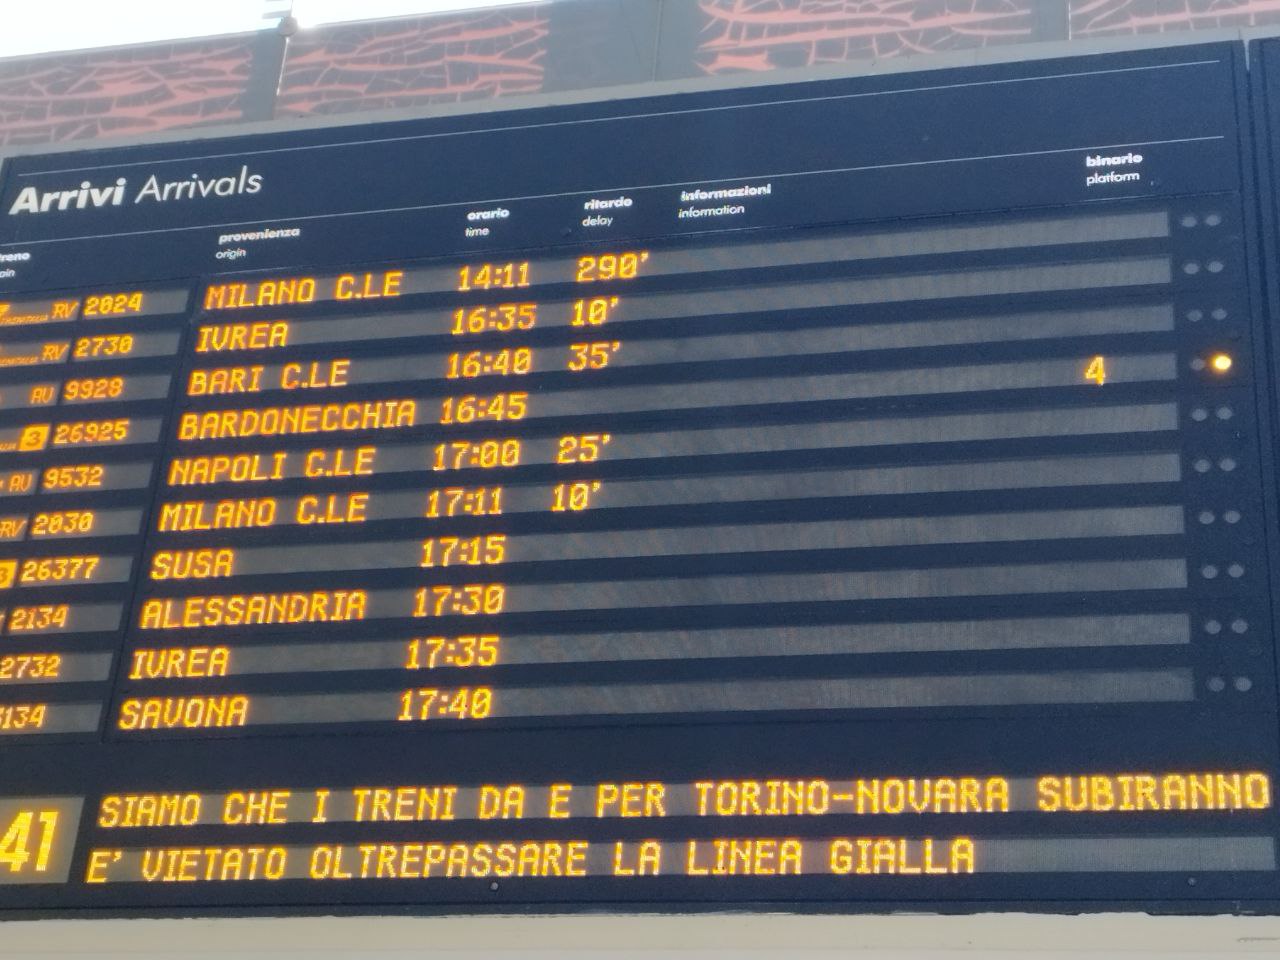 Arrivi Arrivals
provenienza orario ritardo informazioni binario
origin time delay information platform
RV 2024 MILANO C.LE 14:11 290'
RV 2730 IVREA 16:35 10'
AV 9928 BARI C.LE 16:40 35'
3 26925 BARDONECCHIA 16:45 4
AV 9532 NAPOLI C.LE 17:00 25'
RV 2030 MILANO C.LE 17:11 10'
3 26377 SUSA 17:15
2134 ALESSANDRIA 17:30
2732 IVREA 17:35
134 SAVONA 17:40
41 SIAMO CHE I TRENI DA E PER TORINO-NOVARA SUBIRANNO
E' VIETATO OLTREPASSARE LA LINEA GIALLA